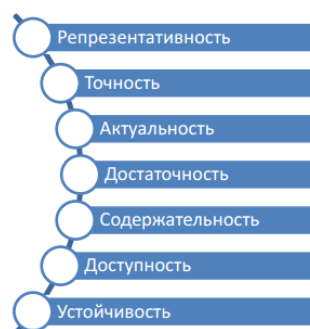 Репрезентативность
Точность
Актуальность
Достаточность
Содержательность
Доступность
Устойчивость